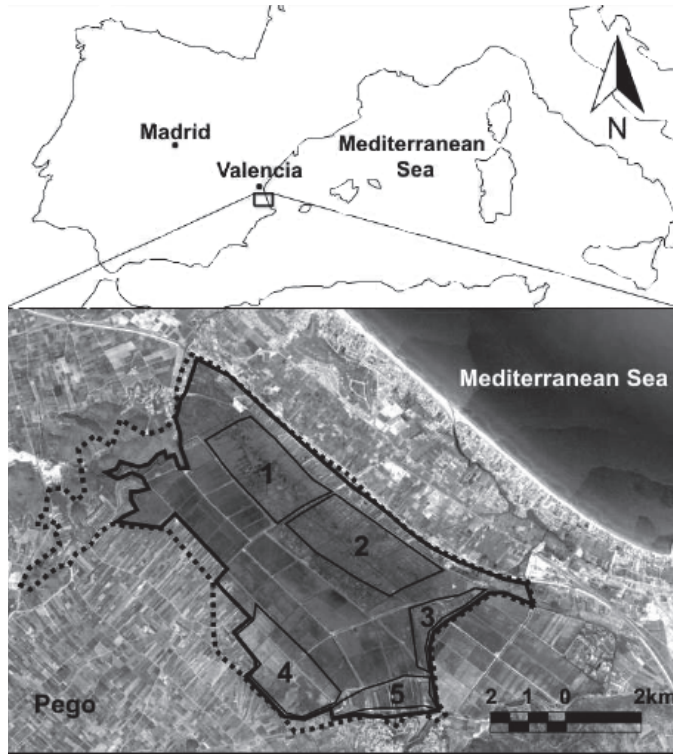 N
Madrid
Mediterranean
Sea
Valencia
Mediterranean Sea
1
2
3
4
5
Pego
2 1 0 2km